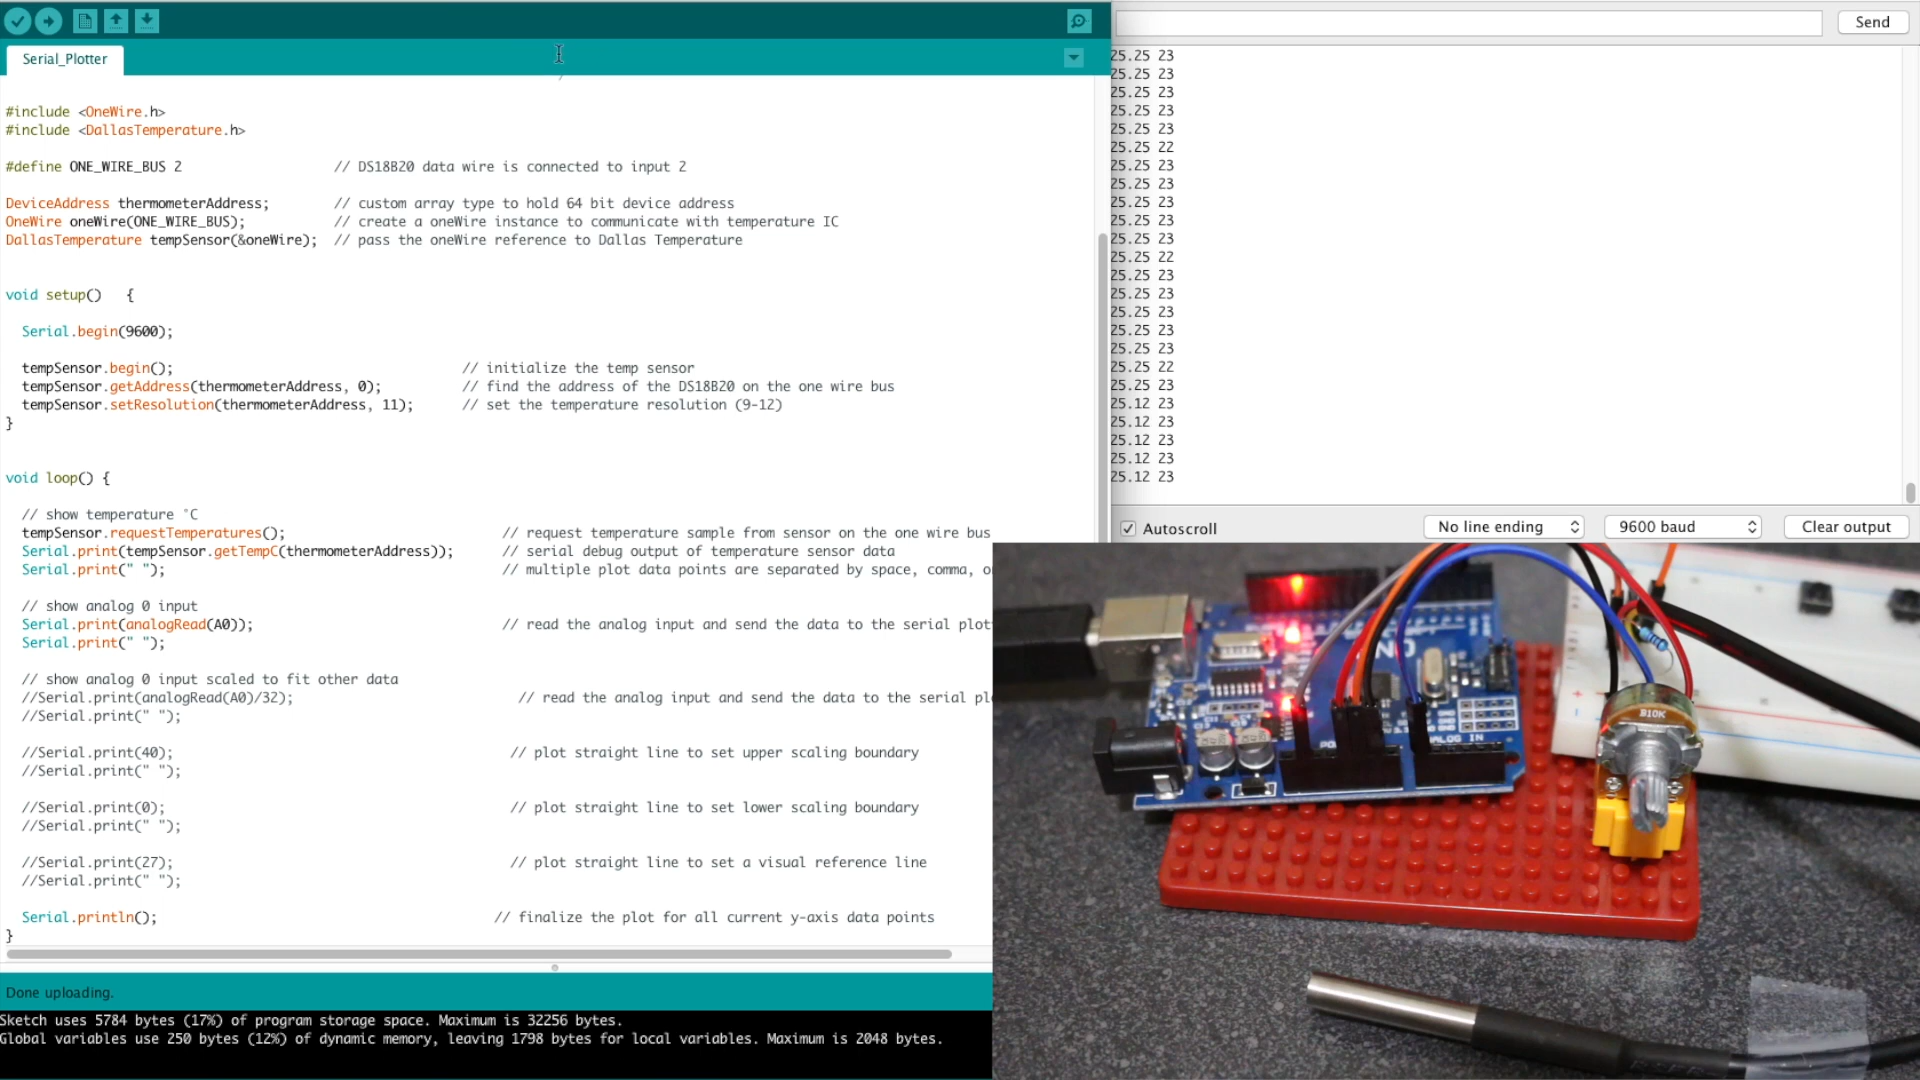 Serial_Plotter
#include <OneWire.h>
#include <DallasTemperature.h>
#define ONE_WIRE_BUS 2 // DS18B20 data wire is connected to input 2
DeviceAddress thermometerAddress; // custom array type to hold 64 bit device address
OneWire oneWire(ONE_WIRE_BUS); // create a oneWire instance to communicate with temperature IC
DallasTemperature tempSensor(&oneWire); // pass the oneWire reference to Dallas Temperature
void setup() {
Serial.begin(9600);
tempSensor.begin(); // initialize the temp sensor
tempSensor.getAddress(thermometerAddress, 0); // find the address of the DS18B20 on the one wire bus
tempSensor.setResolution(thermometerAddress, 11); // set the temperature resolution (9-12)
}
void loop() {
// show temperature °C
tempSensor.requestTemperatures(); // request temperature sample from sensor on the one wire bus
Serial.print(tempSensor.getTempC(thermometerAddress)); // serial debug output of temperature sensor data
Serial.print(" "); // multiple plot data points are separated by space, comma, o
// show analog 0 input
Serial.print(analogRead(A0)); // read the analog input and send the data to the serial plot
Serial.print(" ");
// show analog 0 input scaled to fit other data
//Serial.print(analogRead(A0)/32); // read the analog input and send the data to the serial pl
//Serial.print(" ");
//Serial.print(40); // plot straight line to set upper scaling boundary
//Serial.print(" ");
//Serial.print(0); // plot straight line to set lower scaling boundary
//Serial.print(" ");
//Serial.print(27); // plot straight line to set a visual reference line
//Serial.print(" ");
Serial.println(); // finalize the plot for all current y-axis data points
}
Done uploading.
Sketch uses 5784 bytes (17%) of program storage space. Maximum is 32256 bytes.
Global variables use 250 bytes (12%) of dynamic memory, leaving 1798 bytes for local variables. Maximum is 2048 bytes.
Send
25.25 23
25.25 23
25.25 23
25.25 23
25.25 23
25.25 22
25.25 23
25.25 23
25.25 23
25.25 23
25.25 23
25.25 22
25.25 23
25.25 23
25.25 23
25.25 23
25.25 23
25.25 22
25.25 23
25.12 23
25.12 23
25.12 23
25.12 23
25.12 23
Autoscroll
No line ending
9600 baud
Clear output
B10K